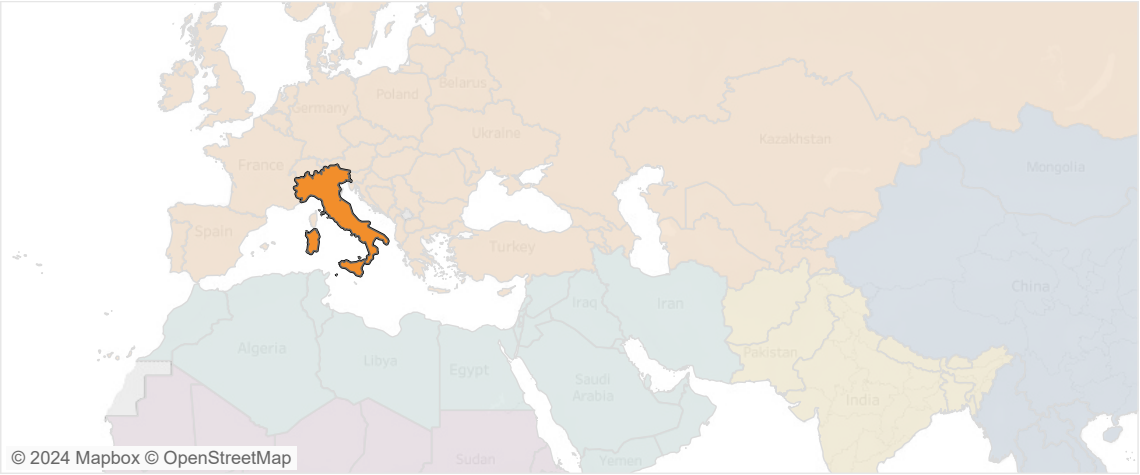 Belarus
Poland
Germany
Ukraine
Kazakhstan
France
Mongolia
Spain
Turkey
China
Iraq
Iran
Algeria
Libya
Egypt
Pakistan
Saudi
Arabia
India
Sudan
Yemen
© 2024 Mapbox © OpenStreetMap